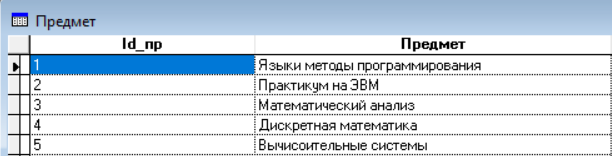 Предмет
Id_пр Предмет
1 Языки методы программирования
2 Практикум на ЭВМ
3 Математический анализ
4 Дискретная математика
5 Вычисоительные системы